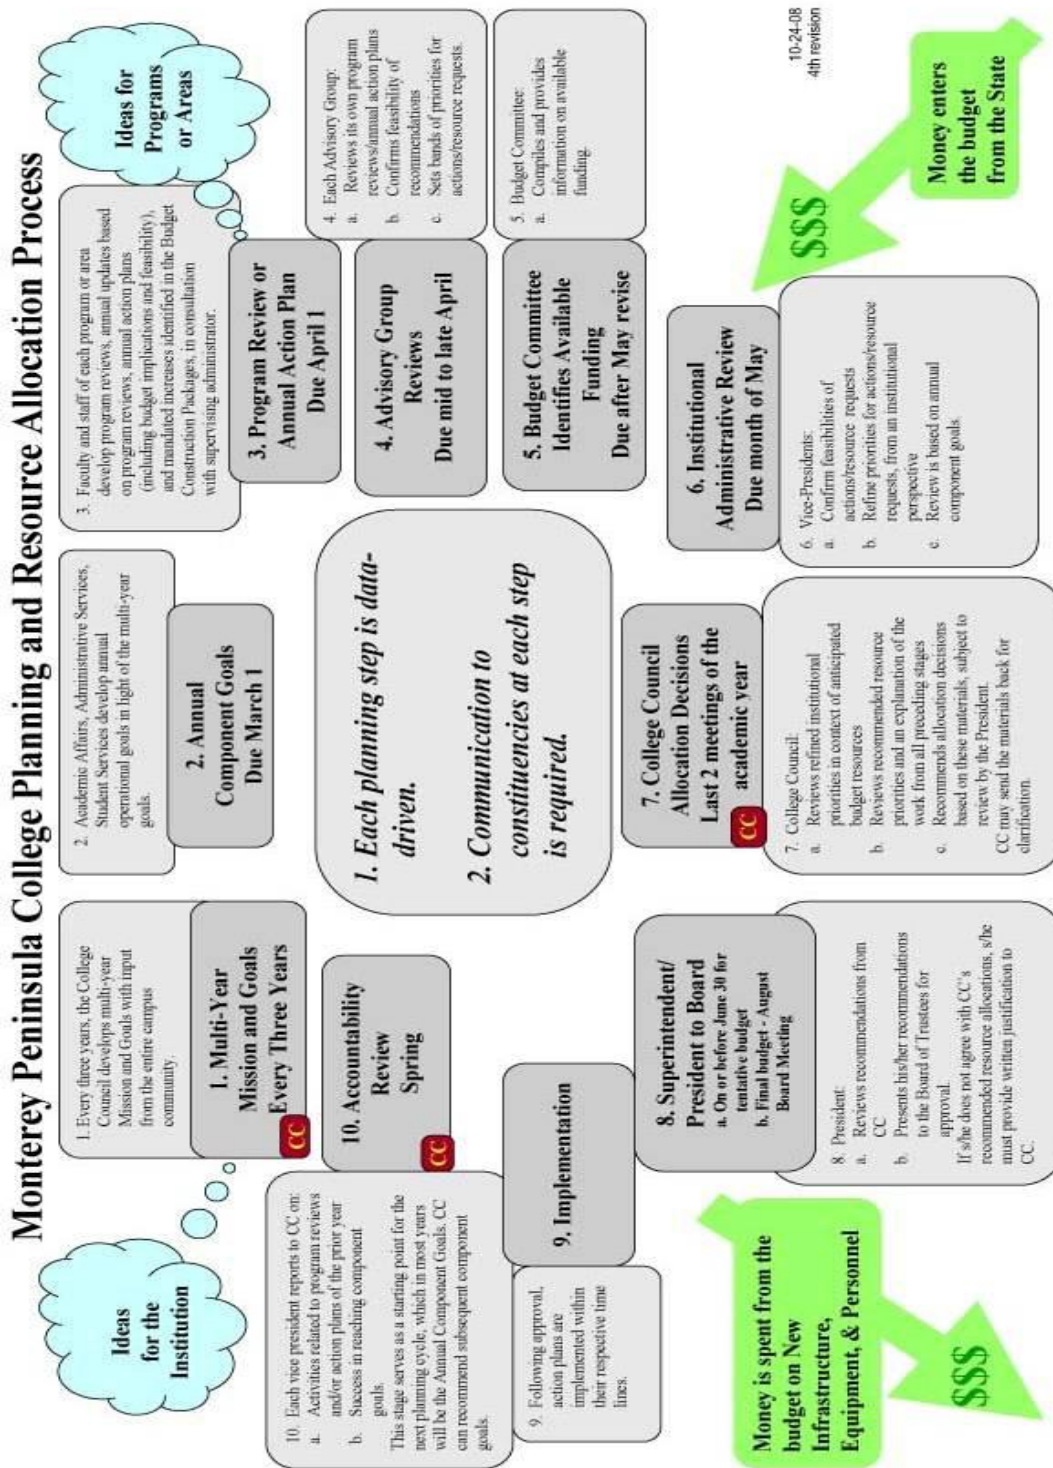 Monterey Peninsula College Planning and Resource Allocation Process
Ideas
for the
Institution
1. Every three years, the College
Council develops multi-year
Mission and Goals with input
from the entire campus
community.
1. Multi-Year
Mission and Goals
Every Three Years
CC
2. Academic Affairs, Administrative Services,
Student Services develop annual
operational goals in light of the multi-year
goals.
2. Annual
Component Goals
Due March 1
3. Faculty and staff of each program or area
develop program reviews, annual updates based
on program reviews, annual action plans
(including budget implications and feasibility),
and mandated increases identified in the Budget
Construction Packages, in consultation
with supervising administrator.
Ideas for
Programs
or Areas
3. Program Review or
Annual Action Plan
Due April 1
4. Advisory Group
Reviews
Due mid to late April
4. Each Advisory Group:
a. Reviews its own program
reviews/annual action plans
b. Confirms feasibility of
recommendations
c. Sets bands of priorities for
actions/resource requests.
5. Budget Committee
Identifies Available
Funding
Due after May revise
5. Budget Committee:
a. Compiles and provides
information on available
funding.
1. Each planning step is data-
driven.
2. Communication to
constituencies at each step
is required.
10. Each vice president reports to CC on:
a. Activities related to program reviews
and/or action plans of the prior year
b. Success in reaching component
goals.
This stage serves as a starting point for the
next planning cycle, which in most years
will be the Annual Component Goals. CC
can recommend subsequent component
goals.
10. Accountability
Review
Spring
CC
9. Following approval,
action plans are
implemented within
their respective time
lines.
9. Implementation
8. Superintendent/
President to Board
a. On or before June 30 for
tentative budget
b. Final budget - August
Board Meeting
8. President:
a. Reviews recommendations from
CC
b. Presents his/her recommendations
to the Board of Trustees for
approval.
If s/he does not agree with CC's
recommended resource allocations, s/he
must provide written justification to
CC.
7. College Council
Allocation Decisions
Last 2 meetings of the
academic year
CC
7. College Council:
a. Reviews refined institutional
priorities in context of anticipated
budget resources
b. Reviews recommended resource
priorities and an explanation of the
work from all preceding stages
c. Recommends allocation decisions
based on these materials, subject to
review by the President.
CC may send the materials back for
clarification.
6. Institutional
Administrative Review
Due month of May
6. Vice-Presidents:
a. Confirm feasibilities of
actions/resource requests
b. Refine priorities for actions/resource
requests, from an institutional
perspective
c. Review is based on annual
component goals.
$$$
Money enters
the budget
from the State
10-24-08
4th revision
Money is spent from the
budget on New
Infrastructure,
Equipment, & Personnel
$$$